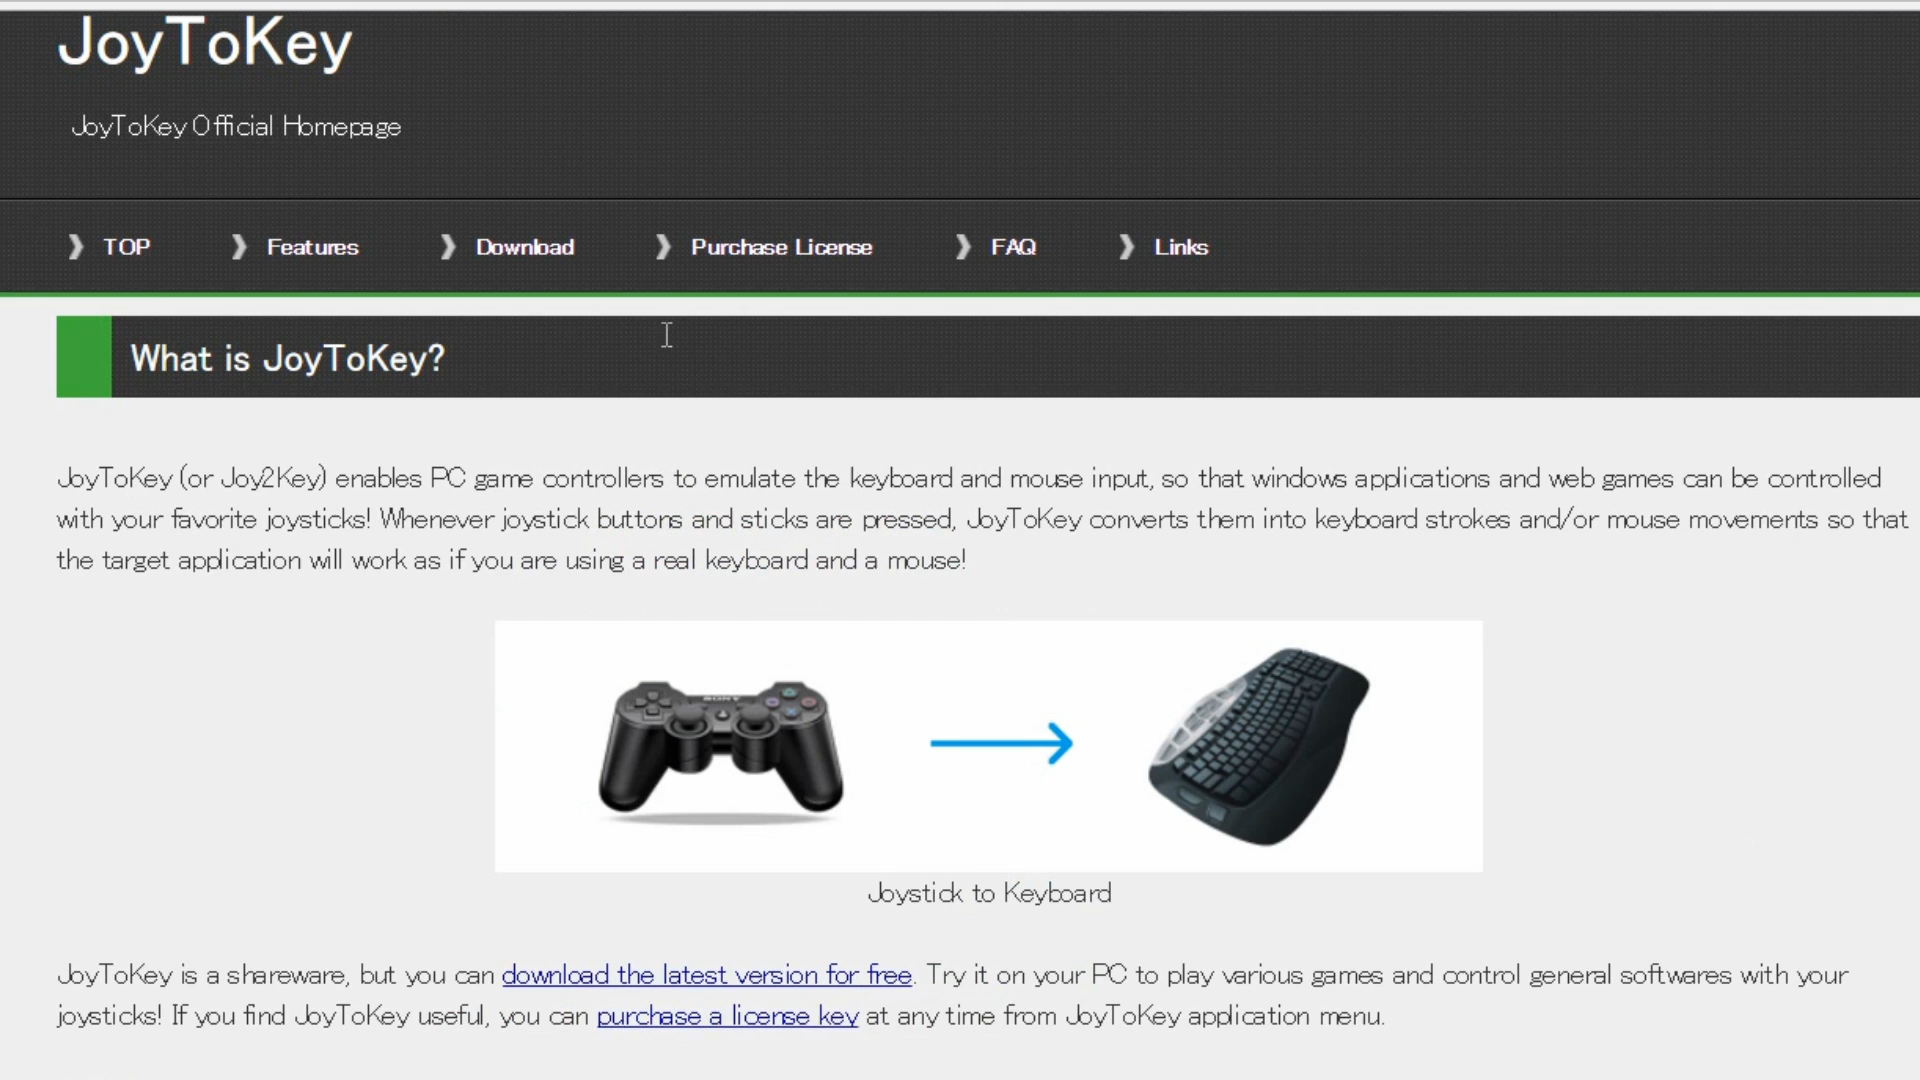 JoyToKey
JoyToKey Official Homepage
TOP
Features
Download
Purchase License
FAQ
Links
What is JoyToKey?
JoyToKey (or Joy2Key) enables PC game controllers to emulate the keyboard and mouse input, so that windows applications and web games can be controlled
with your favorite joysticks! Whenever joystick buttons and sticks are pressed, JoyToKey converts them into keyboard strokes and/or mouse movements so that
the target application will work as if you are using a real keyboard and a mouse!
SONY
Joystick to Keyboard
JoyToKey is a shareware, but you can download the latest version for free. Try it on your PC to play various games and control general softwares with your
joysticks! If you find JoyToKey useful, you can purchase a license key at any time from JoyToKey application menu.